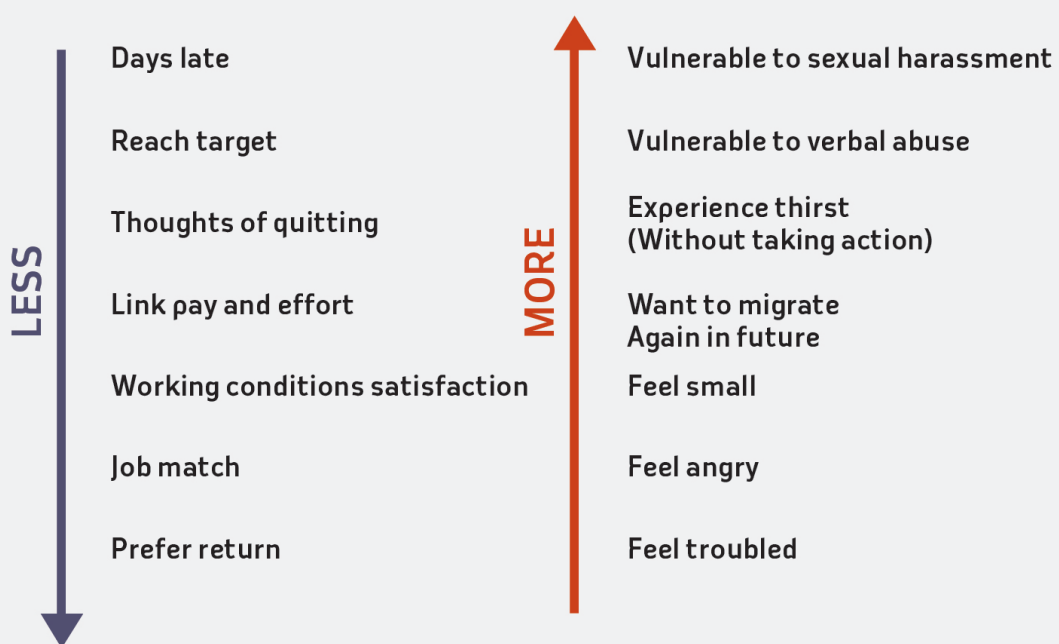 LESS
Days late
Reach target
Thoughts of quitting
Link pay and effort
Working conditions satisfaction
Job match
Prefer return
MORE
Vulnerable to sexual harassment
Vulnerable to verbal abuse
Experience thirst
(Without taking action)
Want to migrate
Again in future
Feel small
Feel angry
Feel troubled